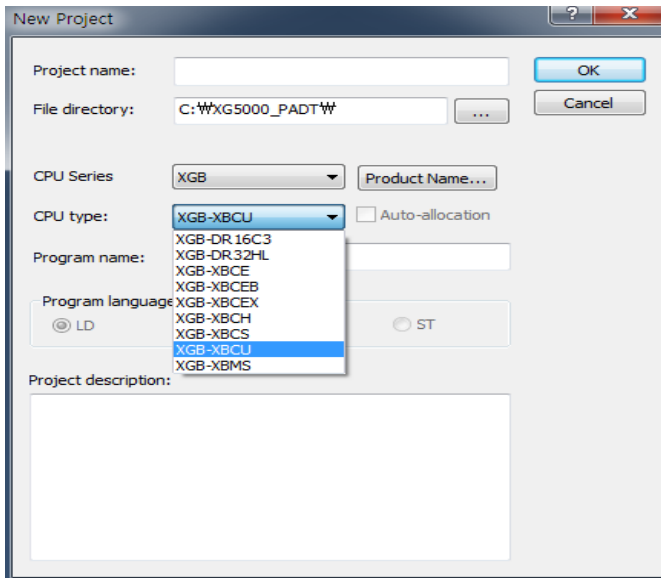 New Project
?
X
Project name:
OK
File directory:
C:₩XG5000_PADT₩
...
Cancel
CPU Series
XGB
Product Name...
CPU type:
XGB-XBCU
Auto-allocation
XGB-DR16C3
XGB-DR32HL
XGB-XBCE
XGB-XBCEB
XGB-XBCEX
XGB-XBCH
XGB-XBCS
XGB-XBCU
XGB-XBMS
Program name:
Program language
LD
ST
Project description: